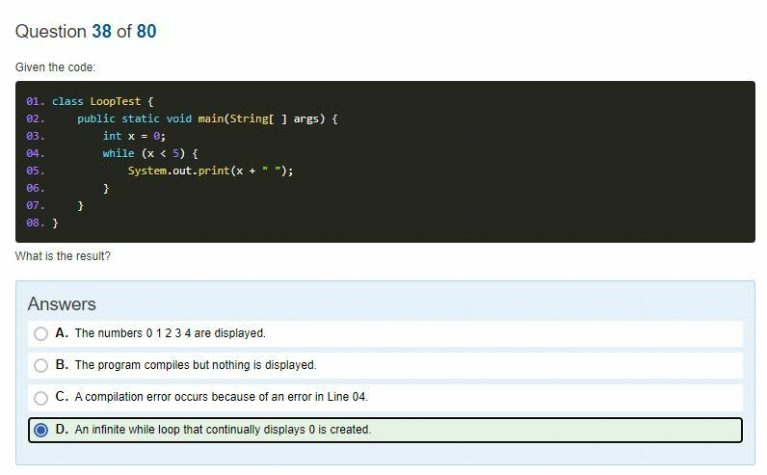 Question 38 of 80
Given the code:
01. class LoopTest {
02. public static void main(String[ ] args) {
03. int x = 0;
04. while (x < 5) {
05. System.out.print(x + " ");
06. }
07. }
08. }
What is the result?
Answers
A. The numbers 0 1 2 3 4 are displayed.
B. The program compiles but nothing is displayed.
C. A compilation error occurs because of an error in Line 04.
D. An infinite while loop that continually displays 0 is created.